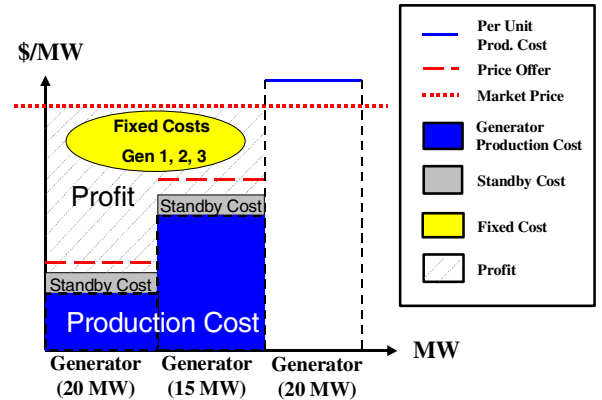 $/MW
Fixed Costs
Gen 1, 2, 3
Profit
Standby Cost
Standby Cost
Production Cost
MW
Generator
(20 MW)
Generator
(15 MW)
Generator
(20 MW)
Per Unit
Prod. Cost
Price Offer
Market Price
Generator
Production Cost
Standby Cost
Fixed Cost
Profit